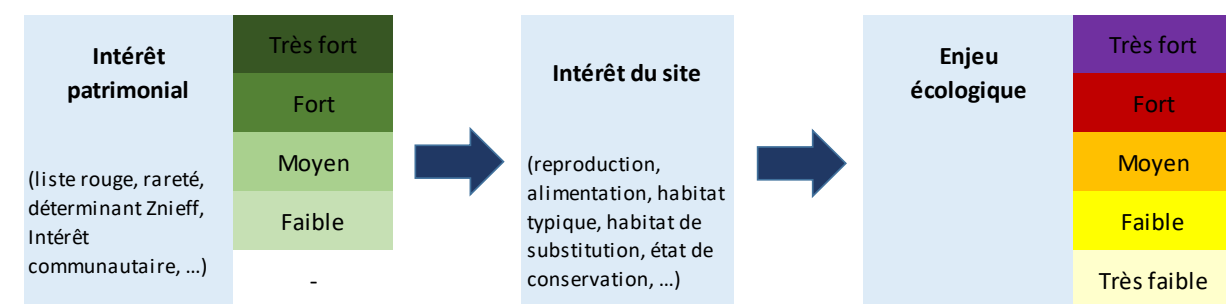 Intérêt
patrimonial
(liste rouge, rareté,
déterminant Znieff,
Intérêt
communautaire, ...)
Très fort
Fort
Moyen
Faible
-
Intérêt du site
(reproduction,
alimentation, habitat
typique, habitat de
substitution, état de
conservation, ...)
Enjeu
écologique
Très fort
Fort
Moyen
Faible
Très faible